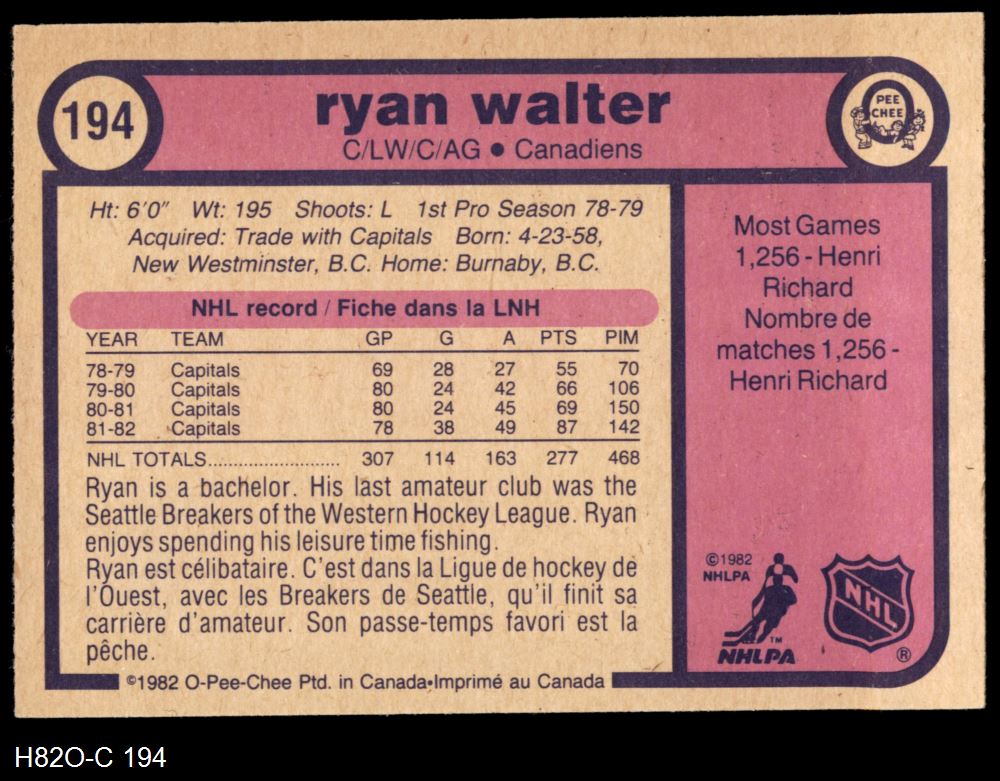 194
ryan walter
C/LW/C/AG ● Canadiens
PEE
CHEE
Ht: 6'0" Wt: 195 Shoots: L 1st Pro Season 78-79
Acquired: Trade with Capitals Born: 4-23-58,
New Westminster, B.C. Home: Burnaby, B.C.
NHL record / Fiche dans la LNH
YEAR TEAM GP G A PTS PIM
78-79 Capitals 69 28 27 55 70
79-80 Capitals 80 24 42 66 106
80-81 Capitals 80 24 45 69 150
81-82 Capitals 78 38 49 87 142
NHL TOTALS........................... 307 114 163 277 468
Ryan is a bachelor. His last amateur club was the
Seattle Breakers of the Western Hockey League. Ryan
enjoys spending his leisure time fishing.
Ryan est célibataire. C'est dans la Ligue de hockey de
l'Ouest, avec les Breakers de Seattle, qu'il finit sa
carrière d'amateur. Son passe-temps favori est la
pêche.
©1982 O-Pee-Chee Ptd. in Canada•Imprimé au Canada
Most Games
1,256 - Henri
Richard
Nombre de
matches 1,256 -
Henri Richard
©1982
NHLPA
TM
NHLPA
NHL
®
H82O-C 194